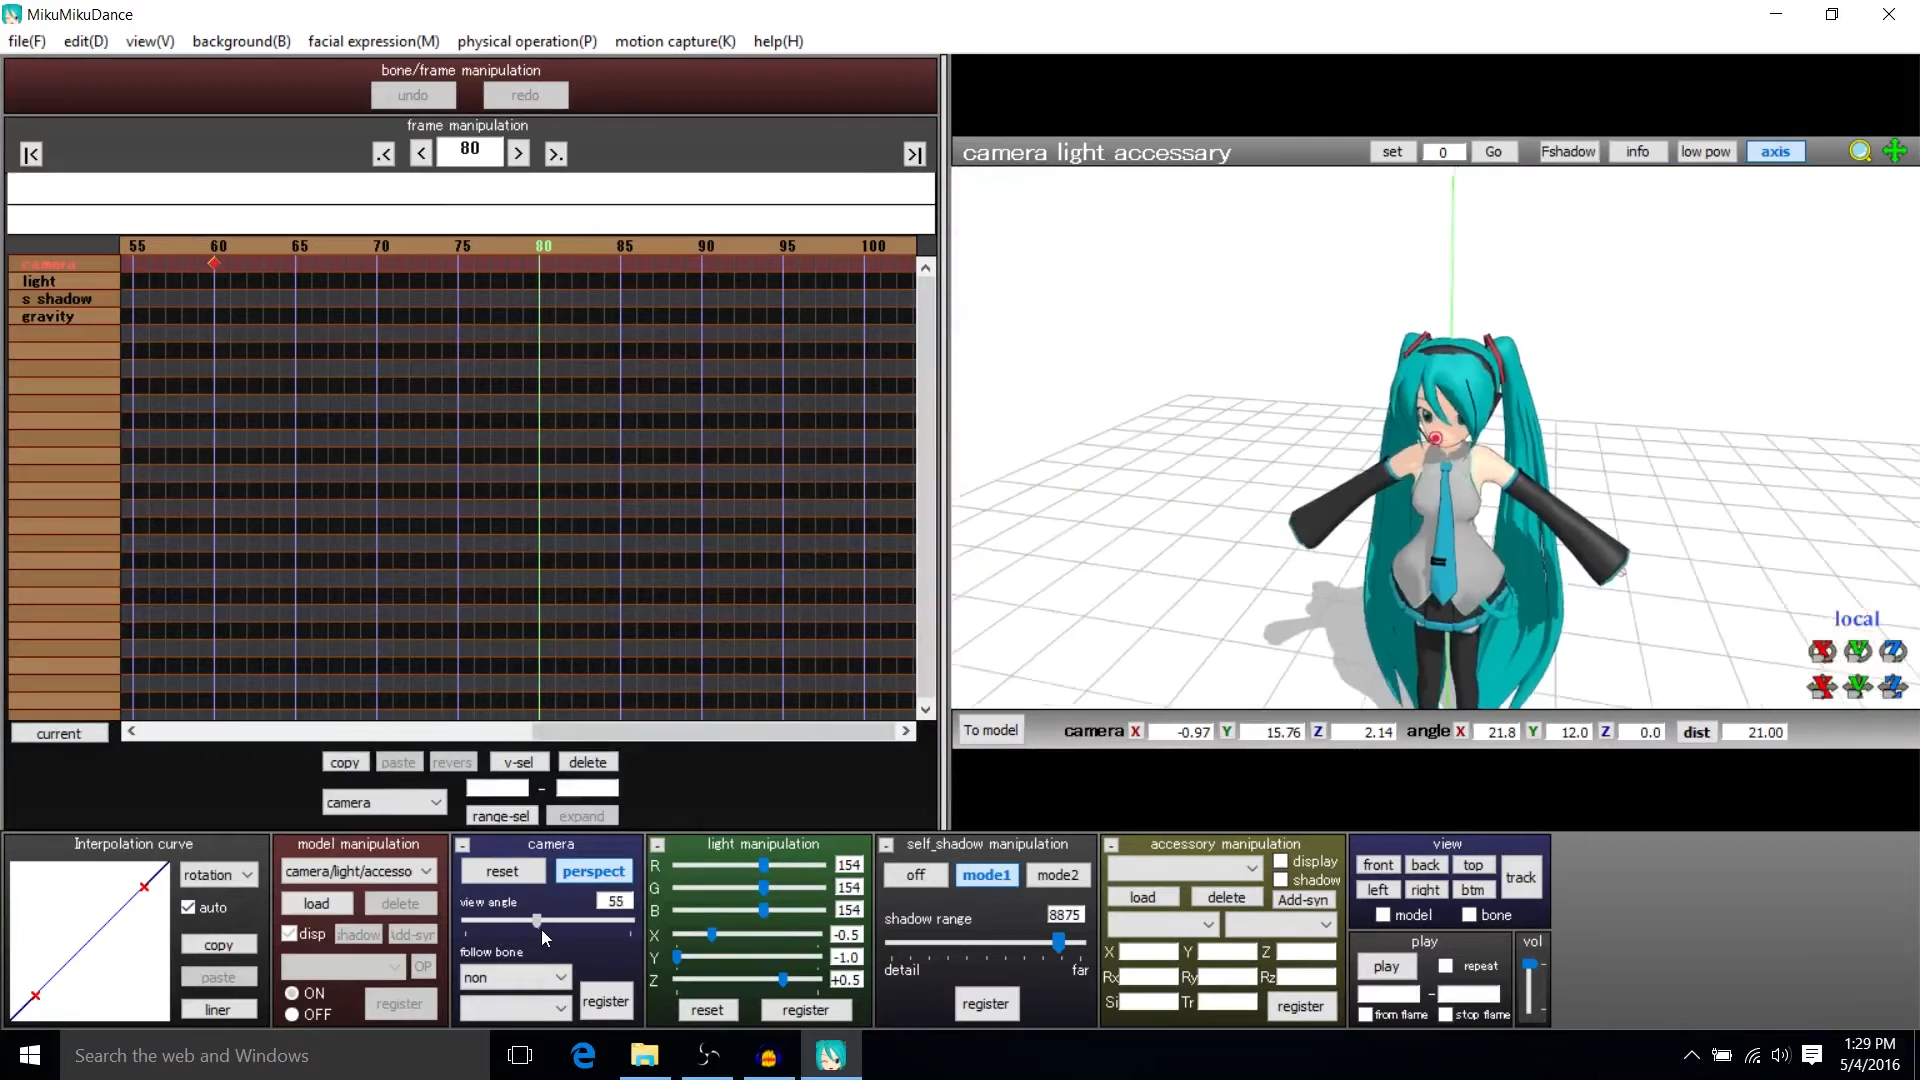 MikuMikuDance
file(F) edit(D) view(V) background(B) facial expression(M) physical operation(P) motion capture(K) help(H)
bone/frame manipulation
undo redo
frame manipulation
|< .< < 80 > >. >|
camera light accessary set 0 Go Fshadow info low pow axis
55 60 65 70 75 80 85 90 95 100
camera
light
s shadow
gravity
local
X Y Z
X Y Z
current < >
To model camera X -0.97 Y 15.76 Z 2.14 angle X 21.8 Y 12.0 Z 0.0 dist 21.00
copy paste revers v-sel delete
-
camera
range-sel expand
Interpolation curve
rotation
auto
copy
paste
liner
model manipulation
camera/light/accesso
load delete
disp shadow Add-syn
OP
ON
OFF
register
- camera
reset perspect
view angle 55
follow bone
non
register
- light manipulation
R 154
G 154
B 154
X -0.5
Y -1.0
Z +0.5
reset register
- self_shadow manipulation
off mode1 mode2
shadow range 8875
detail far
register
- accessory manipulation
display
shadow
load delete Add-syn
X Y Z
Rx Ry Rz
Si Tr register
view
front back top
left right btm
track
model bone
play
play repeat
-
from flame stop flame
vol
Search the web and Windows
1:29 PM
5/4/2016